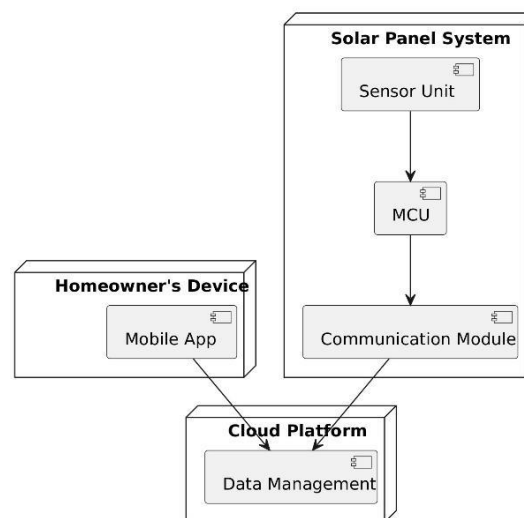 Solar Panel System
Sensor Unit
MCU
Homeowner's Device
Mobile App
Communication Module
Cloud Platform
Data Management